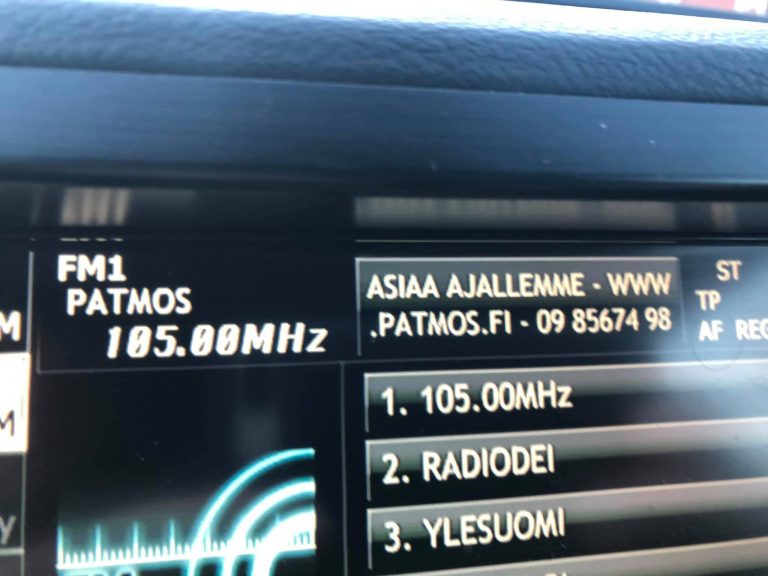 FM1
PATMOS
105.00MHz
ASIAA AJALLEMME - WWW
.PATMOS.FI - 09 85674 98
ST
TP
AF REG
M
M
y
1. 105.00MHz
2. RADIODEI
3. YLESUOMI